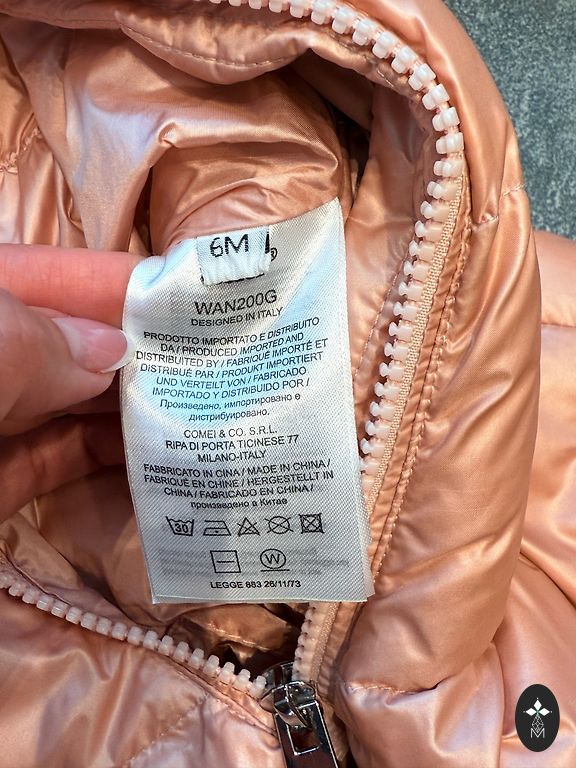 6M
®
WAN200G
DESIGNED IN ITALY
PRODOTTO IMPORTATO E DISTRIBUITO
DA / PRODUCED IMPORTED AND
DISTRIBUTED BY / FABRIQUÉ IMPORTÉ ET
DISTRIBUÉ PAR / PRODUKT IMPORTIERT
UND VERTEILT VON / FABRICADO
IMPORTADO Y DISTRIBUIDO POR /
Произведено, импортировано е
дистрибуировано.
COMEI & CO. S.R.L.
RIPA DI PORTA TICINESE 77
MILANO-ITALY
FABBRICATO IN CINA / MADE IN CHINA /
FABRIQUÉ EN CHINE / HERGESTELLT IN
CHINA / FABRICADO EN CHINA /
произведено в Китае
30
W
LEGGE 883 26/11/73
M